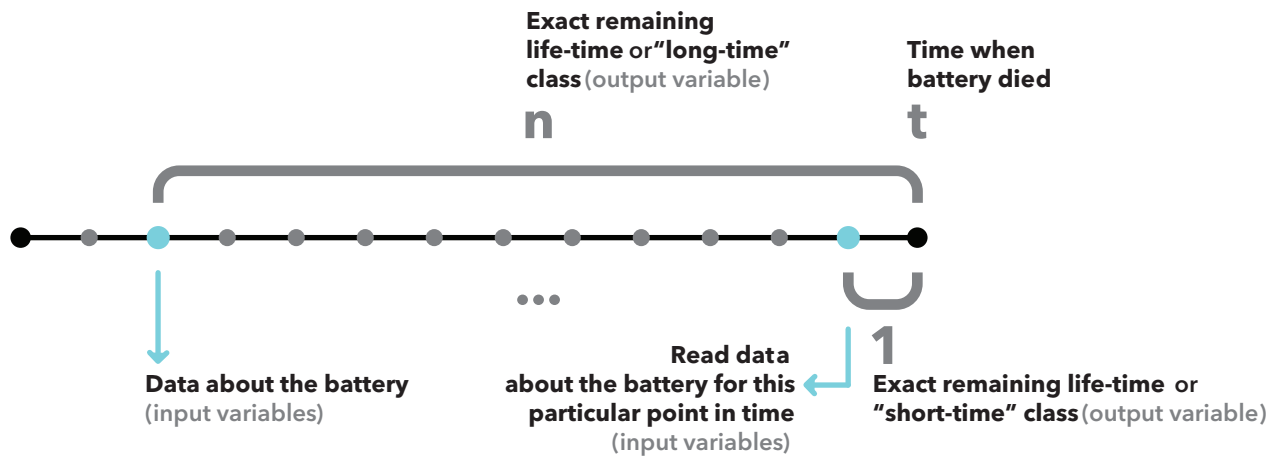 Exact remaining
life-time or “long-time”
class (output variable)
n
Time when
battery died
t
...
1
Data about the battery
(input variables)
Read data
about the battery for this
particular point in time
(input variables)
Exact remaining life-time or
“short-time” class (output variable)